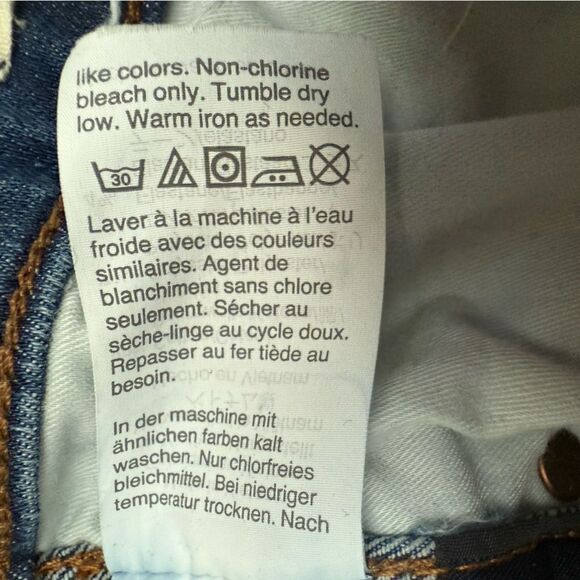 like colors. Non-chlorine
bleach only. Tumble dry
low. Warm iron as needed.
30
Laver à la machine à l'eau
froide avec des couleurs
similaires. Agent de
blanchiment sans chlore
seulement. Sécher au
sèche-linge au cycle doux.
Repasser au fer tiède au
besoin.
In der maschine mit
ähnlichen farben kalt
waschen. Nur chlorfreies
bleichmittel. Bei niedriger
temperatur trocknen. Nach